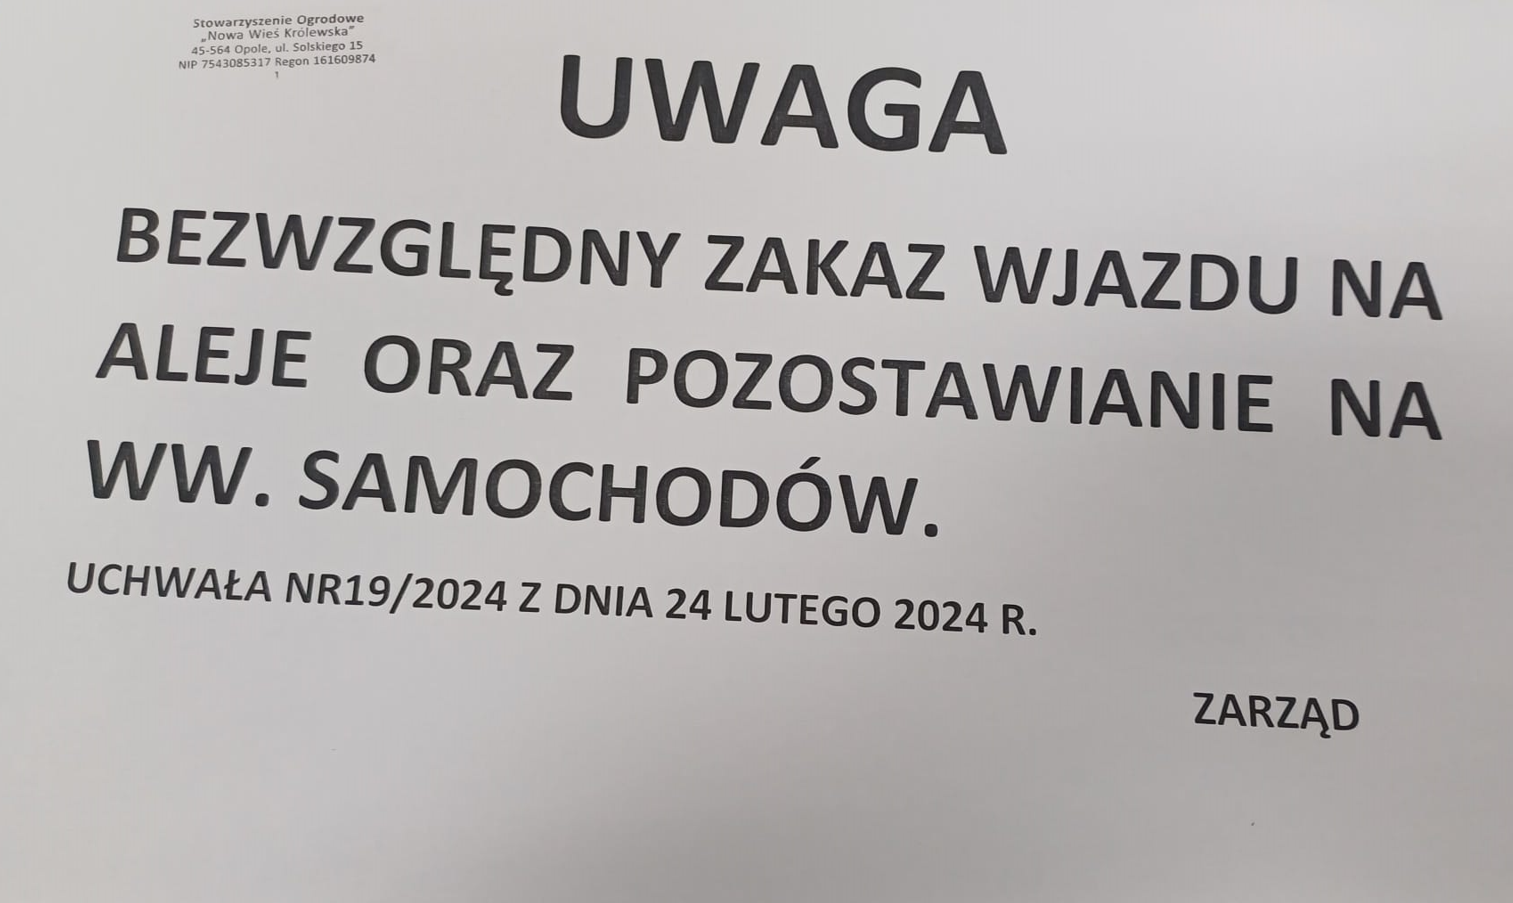 Stowarzyszenie Ogrodowe
„Nowa Wieś Królewska"
45-564 Opole, ul. Solskiego 15
NIP 7543085317 Regon 161609874
1
UWAGA
BEZWZGLĘDNY ZAKAZ WJAZDU NA
ALEJE ORAZ POZOSTAWIANIE NA
WW. SAMOCHODÓW.
UCHWAŁA NR19/2024 Z DNIA 24 LUTEGO 2024 R.
ZARZĄD